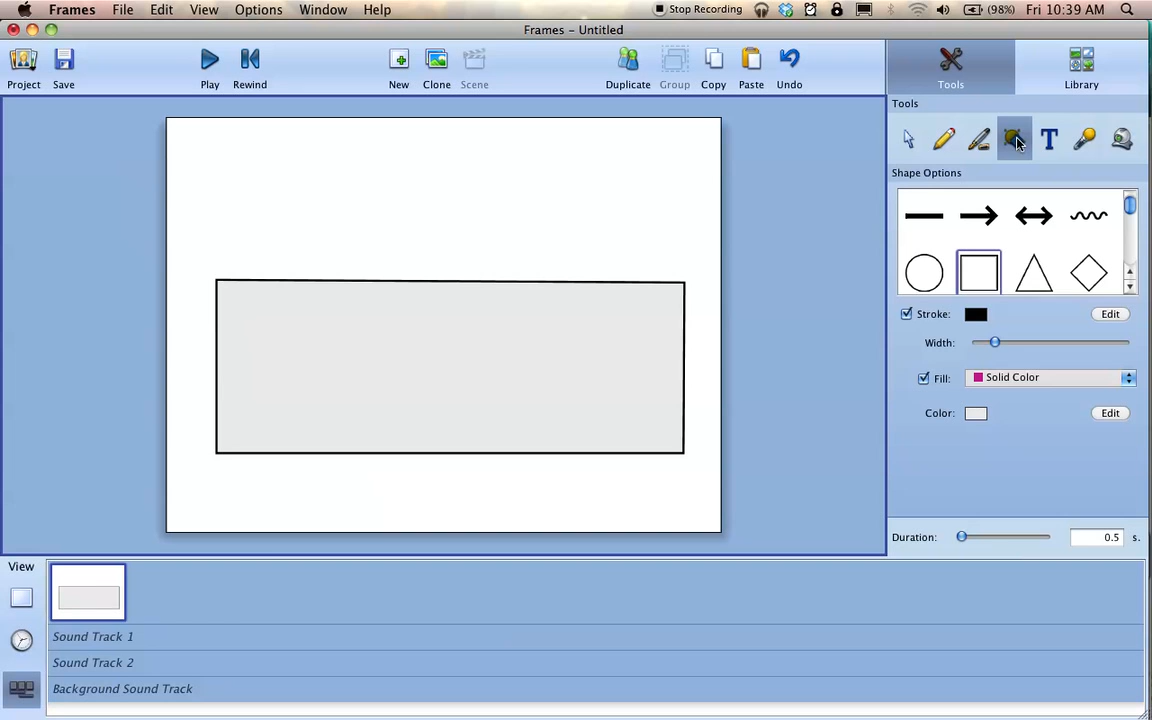 Frames File Edit View Options Window Help Stop Recording (98%) Fri 10:39 AM
Frames – Untitled
Project Save Play Rewind New Clone Scene Duplicate Group Copy Paste Undo Tools Library
Tools
T
Shape Options
Stroke: Edit
Width:
Fill: Solid Color
Color: Edit
Duration: 0.5 s.
View
Sound Track 1
Sound Track 2
Background Sound Track